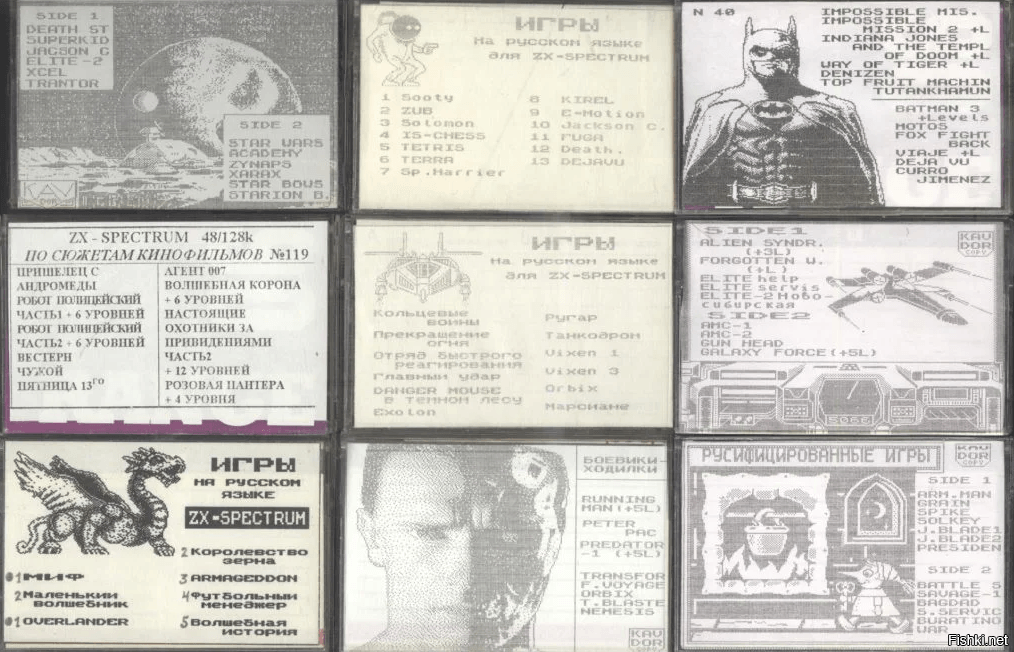 SIDE 1
DEATH ST
SUPERKID
JACSON C
ELITE-2
XCEL
TRANTOR
SIDE 2
STAR WARS
ACADEMY
ZYNAPS
XARAX
STAR BOWS
STARION B.
KAV
ИГРЫ
На русском языке
для ZX-SPECTRUM
1 Sooty
2 ZUB
3 Solomon
4 IS-CHESS
5 TETRIS
6 TERRA
7 Sp.Harrier
8 KIREL
9 E-Motion
10 Jackson c.
11 FUGA
12 Death.
13 DEJAVU
N 40
IMPOSSIBLE MIS.
IMPOSSIBLE
MISSION 2 +L
INDIANA JONES
AND THE TEMPL
OF DOOM +L
WAY OF TIGER +L
DENIZEN
TOP FRUIT MACHIN
TUTANKHAMUN
BATMAN 3
+Levels
MOTOS
FOX FIGHT
BACK
VIAJE +L
DEJA VU
CURRO
JIMENEZ
ZX - SPECTRUM 48/128k
ПО СЮЖЕТАМ КИНОФИЛЬМОВ №119
ПРИШЕЛЕЦ С
АНДРОМЕДЫ
РОБОТ ПОЛИЦЕЙСКИЙ
ЧАСТЬ1 + 6 УРОВНЕЙ
РОБОТ ПОЛИЦЕЙСКИЙ
ЧАСТЬ2 + 6 УРОВНЕЙ
ВЕСТЕРН
ЧУЖОЙ
ПЯТНИЦА 13ГО
АГЕНТ 007
ВОЛШЕБНАЯ КОРОНА
+ 6 УРОВНЕЙ
НАСТОЯЩИЕ
ОХОТНИКИ ЗА
ПРИВИДЕНИЯМИ
ЧАСТЬ2
+ 12 УРОВНЕЙ
РОЗОВАЯ ПАНТЕРА
+ 4 УРОВНЯ
ИГРЫ
На русском языке
для ZX-SPECTRUM
Кольцевые
войны
Прекращение
огня
Отряд быстрого
реагирования
Главный удар
DANGER MOUSE
в темном лесу
Exolon
Ругар
Танкодром
Vixen 1
Vixen 3
Orbix
Марсиане
SIDE1
ALIEN SYNDR.
(+3L)
FORGOTTEN W.
(+L)
ELITE help
ELITE servis
ELITE-2 Ново-
сибирская
SIDE2
AMC-1
AMC-2
GUN HEAD
GALAXY FORCE(+5L)
KAV
DOR
COPY
ИГРЫ
НА РУССКОМ
ЯЗЫКЕ
ZX-SPECTRUM
1 МИФ
2 Маленький
волшебник
1 OVERLANDER
2 Королевство
зерна
3 ARMAGEDDON
4 Футбольный
менеджер
5 Волшебная
история
БОЕВИКИ-
ХОДИЛКИ
RUNNING
MAN(+5L)
PETER
PAC
PREDATOR
-1 (+5L)
TRANSFOR
F.VOYAGE
ORBIX
T.BLASTE
NEMESIS
KAV
DOR
COPY
РУСИФИЦИРОВАННЫЕ ИГРЫ
KAV
DOR
COPY
SIDE 1
ARM.MAN
GRAIN
SPIKE
SOLKEY
J.BLADE1
J.BLADE2
PRESIDEN
SIDE 2
BATTLE S
SAVAGE-1
BAGDAD
S.SERVIC
BURATINO
WAR
Fishki.net